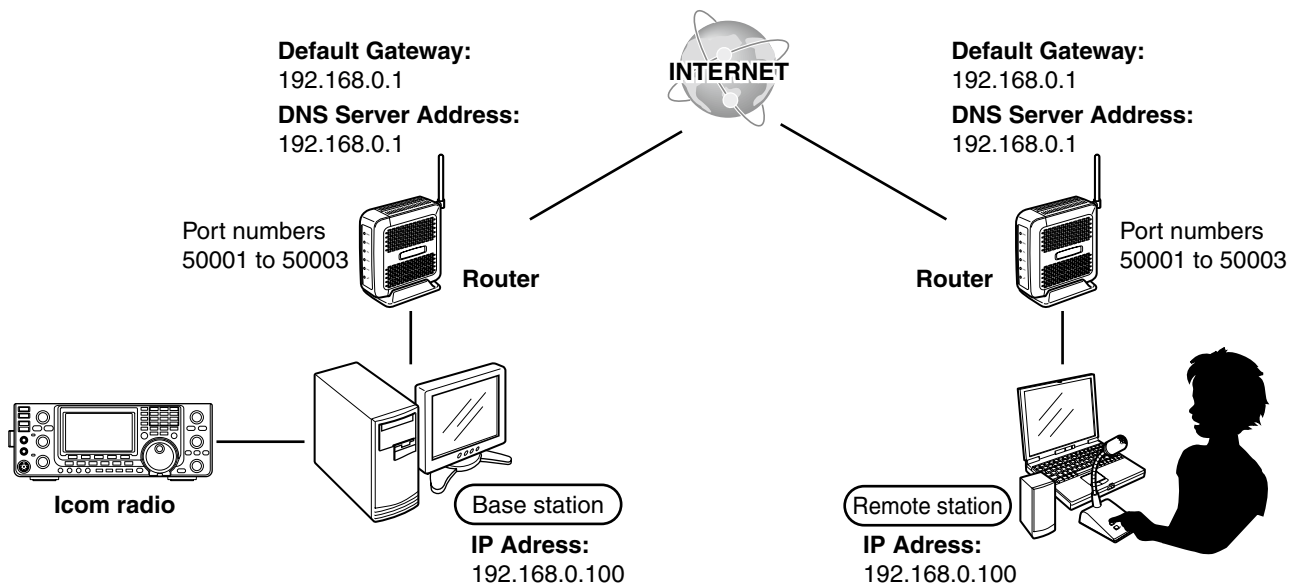 Default Gateway:
192.168.0.1
DNS Server Address:
192.168.0.1
INTERNET
Default Gateway:
192.168.0.1
DNS Server Address:
192.168.0.1
Port numbers
50001 to 50003
Router
Router
Port numbers
50001 to 50003
Icom radio
Base station
IP Adress:
192.168.0.100
Remote station
IP Adress:
192.168.0.100